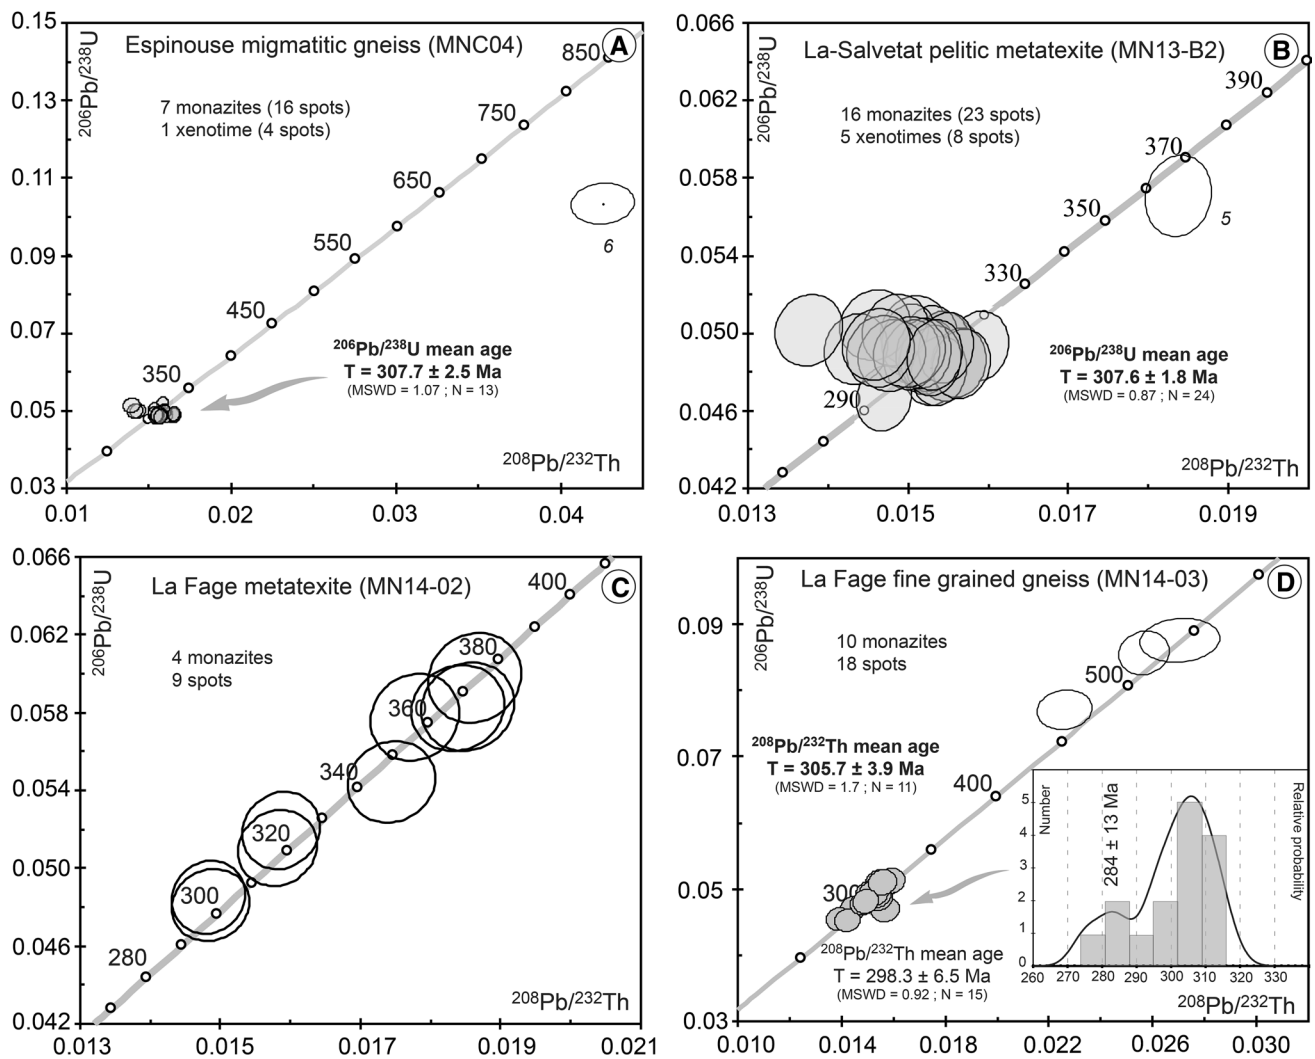 Espinouse migmatitic gneiss (MNC04)
A
206Pb/238U
7 monazites (16 spots)
1 xenotime (4 spots)
850
750
650
550
450
350
6
206Pb/238U mean age
T = 307.7 ± 2.5 Ma
(MSWD = 1.07 ; N = 13)
208Pb/232Th
0.15
0.13
0.11
0.09
0.07
0.05
0.03
0.01
0.02
0.03
0.04
La-Salvetat pelitic metatexite (MN13-B2)
B
206Pb/238U
16 monazites (23 spots)
5 xenotimes (8 spots)
390
370
350
330
290
5
206Pb/238U mean age
T = 307.6 ± 1.8 Ma
(MSWD = 0.87 ; N = 24)
208Pb/232Th
0.066
0.062
0.058
0.054
0.050
0.046
0.042
0.013
0.015
0.017
0.019
La Fage metatexite (MN14-02)
C
206Pb/238U
4 monazites
9 spots
400
380
360
340
320
300
280
208Pb/232Th
0.066
0.062
0.058
0.054
0.050
0.046
0.042
0.013
0.015
0.017
0.019
0.021
La Fage fine grained gneiss (MN14-03)
D
206Pb/238U
10 monazites
18 spots
500
400
300
208Pb/232Th mean age
T = 305.7 ± 3.9 Ma
(MSWD = 1.7 ; N = 11)
208Pb/232Th mean age
T = 298.3 ± 6.5 Ma
(MSWD = 0.92 ; N = 15)
Number
284 ± 13 Ma
Relative probability
5
4
3
2
1
0
260
270
280
290
300
310
320
330
208Pb/232Th
0.09
0.07
0.05
0.03
0.010
0.014
0.018
0.022
0.026
0.030